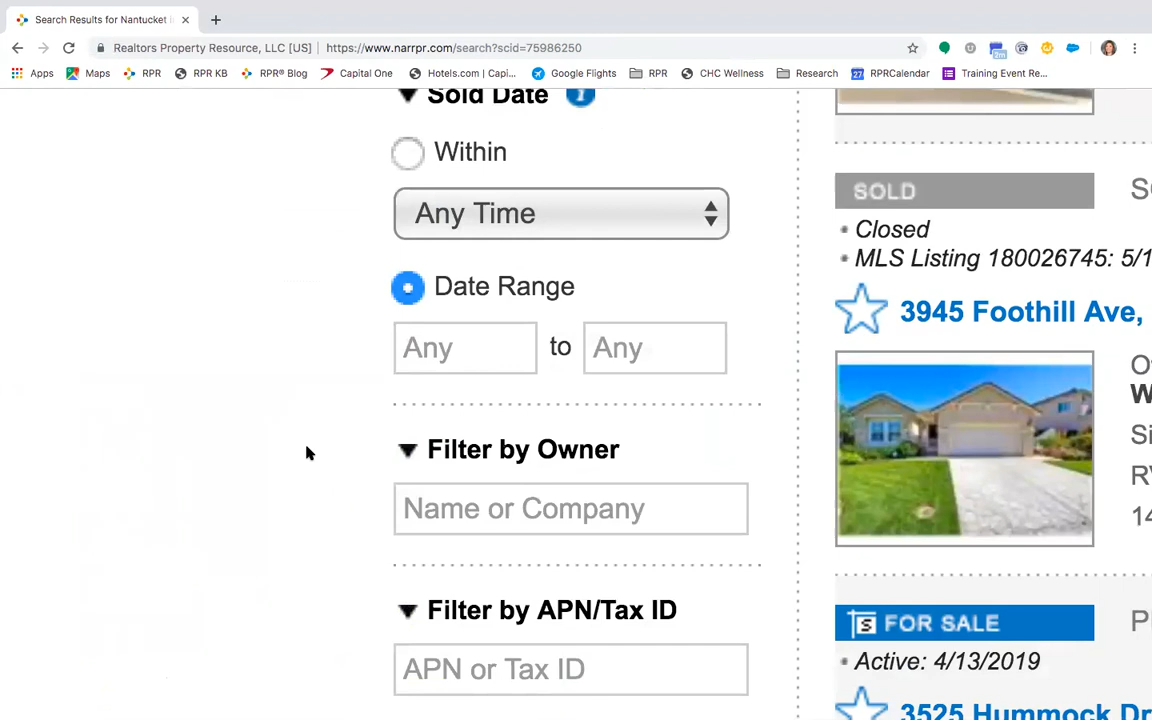 Search Results for Nantucket
Realtors Property Resource, LLC [US] | https://www.narrpr.com/search?scid=75986250
Apps Maps RPR RPR KB RPR® Blog Capital One Hotels.com | Capi... Google Flights RPR CHC Wellness Research RPRCalendar Training Event Re...
Sold Date
Within
Any Time
Date Range
Any to Any
Filter by Owner
Name or Company
Filter by APN/Tax ID
APN or Tax ID
SOLD
• Closed
• MLS Listing 180026745: 5/1
3945 Foothill Ave,
14
S FOR SALE
• Active: 4/13/2019
3525 Hummock Dr